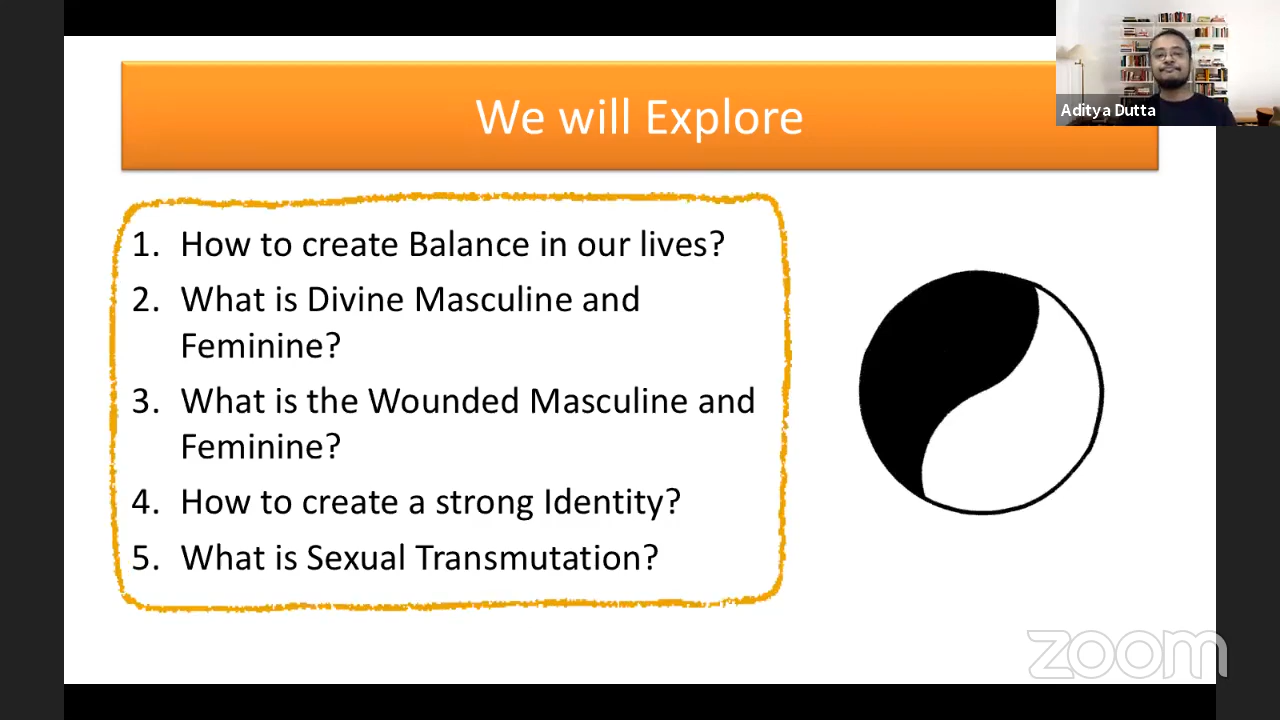 We will Explore
Aditya Dutta
1. How to create Balance in our lives?
2. What is Divine Masculine and
Feminine?
3. What is the Wounded Masculine and
Feminine?
4. How to create a strong Identity?
5. What is Sexual Transmutation?
zoom